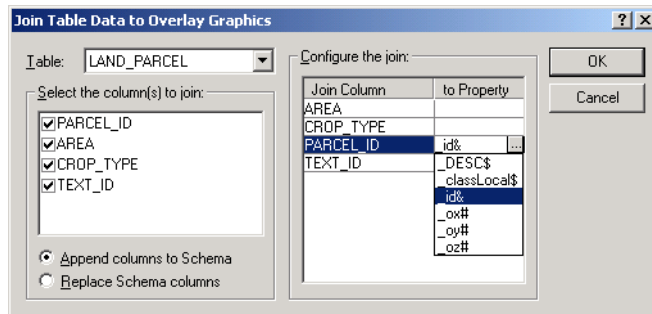 Join Table Data to Overlay Graphics
Table: LAND_PARCEL
Select the column(s) to join:
PARCEL_ID
AREA
CROP_TYPE
TEXT_ID
Append columns to Schema
Replace Schema columns
Configure the join:
Join Column to Property
AREA
CROP_TYPE
PARCEL_ID _id& ...
TEXT_ID
_DESC$
_classLocal$
_id&
_ox#
_oy#
_oz#
OK
Cancel